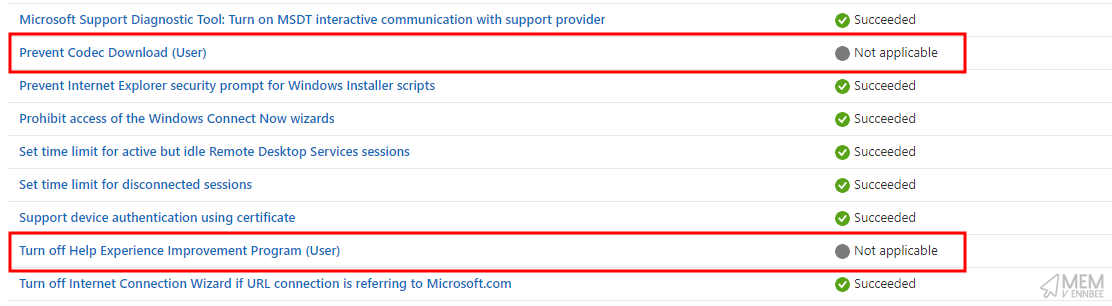 Microsoft Support Diagnostic Tool: Turn on MSDT interactive communication with support provider Succeeded
Prevent Codec Download (User) Not applicable
Prevent Internet Explorer security prompt for Windows Installer scripts Succeeded
Prohibit access of the Windows Connect Now wizards Succeeded
Set time limit for active but idle Remote Desktop Services sessions Succeeded
Set time limit for disconnected sessions Succeeded
Support device authentication using certificate Succeeded
Turn off Help Experience Improvement Program (User) Not applicable
Turn off Internet Connection Wizard if URL connection is referring to Microsoft.com Succeeded
MEM
V ENNBEE